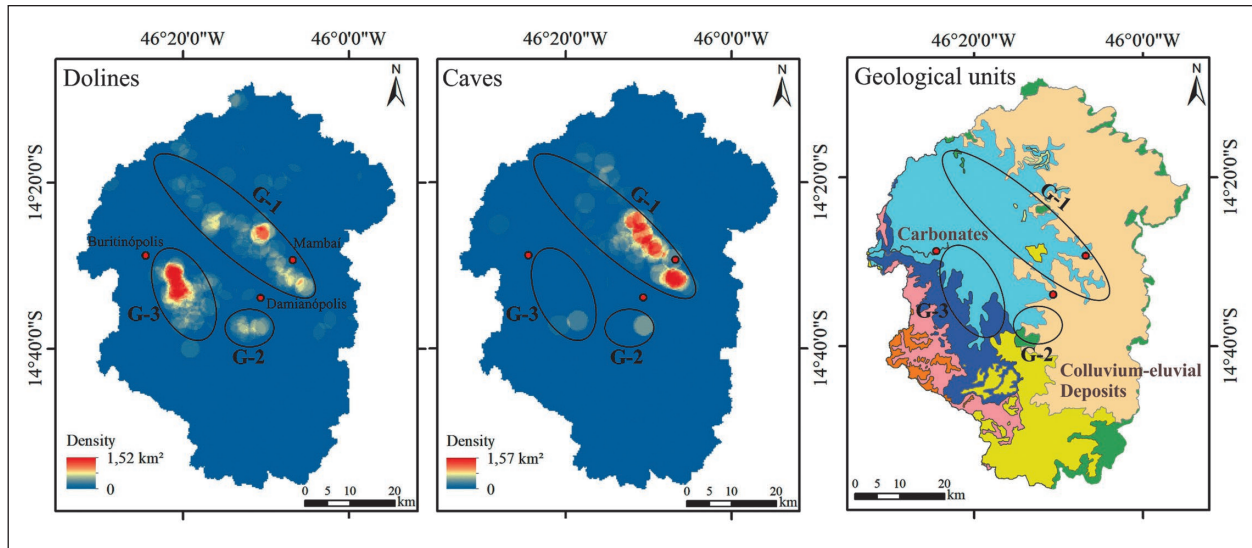 46°20'0"W 46°0'0"W
Dolines
N
14°20'0"S
14°40'0"S
G-1
Buritinópolis
Mambaí
Damianópolis
G-3
G-2
Density
1,52 km²
0
0 5 10 20
km
46°20'0"W 46°0'0"W
Caves
N
G-1
G-3
G-2
Density
1,57 km²
0
0 5 10 20
km
46°20'0"W 46°0'0"W
Geological units
N
14°20'0"S
14°40'0"S
G-1
Carbonates
G-3
G-2
Colluvium-eluvial
Deposits
0 5 10 20
km